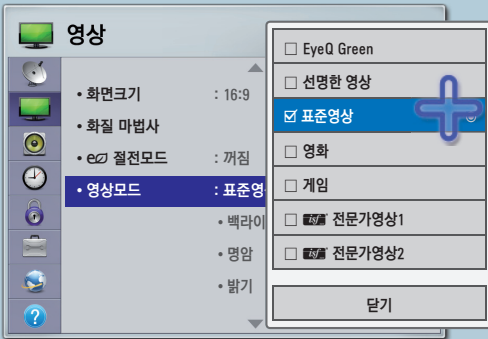 영상
• 화면크기 : 16:9
• 화질 마법사
• eco 절전모드 : 꺼짐
• 영상모드 : 표준영
• 백라이
• 명암
• 밝기
EyeQ Green
선명한 영상
표준영상
영화
게임
isf 전문가영상1
isf 전문가영상2
닫기